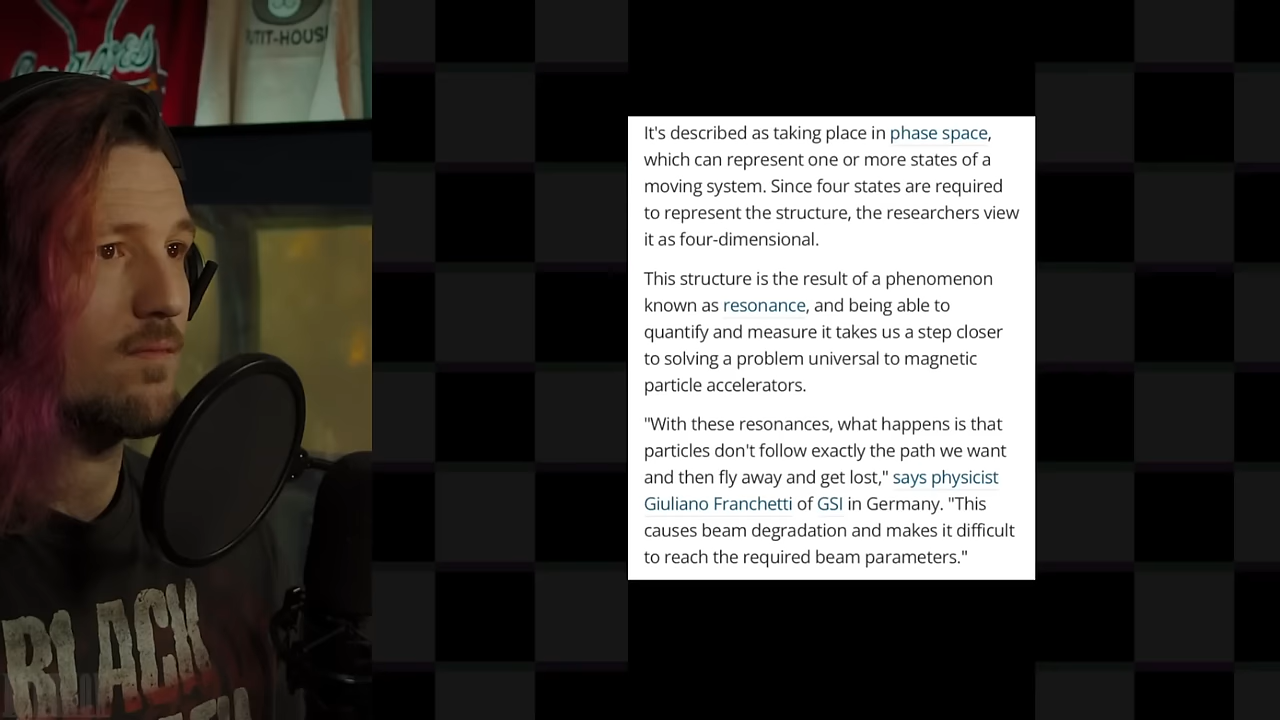 UTIT-HOUSE
It's described as taking place in phase space,
which can represent one or more states of a
moving system. Since four states are required
to represent the structure, the researchers view
it as four-dimensional.
This structure is the result of a phenomenon
known as resonance, and being able to
quantify and measure it takes us a step closer
to solving a problem universal to magnetic
particle accelerators.
"With these resonances, what happens is that
particles don't follow exactly the path we want
and then fly away and get lost," says physicist
Giuliano Franchetti of GSI in Germany. "This
causes beam degradation and makes it difficult
to reach the required beam parameters."
BLACK